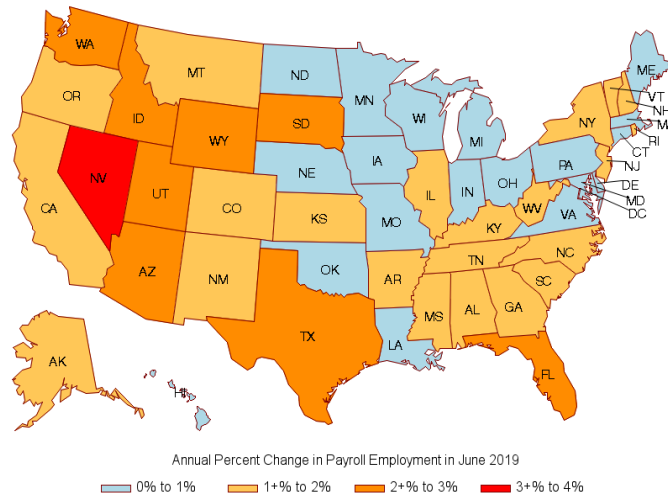 WA
MT
ND
ME
OR
MN
VT
ID
SD
WI
NH
WY
MI
NY
MA
RI
CT
NV
NE
IA
PA
NJ
UT
IL
IN
OH
DE
CA
CO
KS
MO
WV
MD
KY
VA
DC
AZ
NM
OK
AR
TN
NC
SC
MS
AL
GA
TX
LA
AK
HI
FL
Annual Percent Change in Payroll Employment in June 2019
0% to 1% 1+% to 2% 2+% to 3% 3+% to 4%